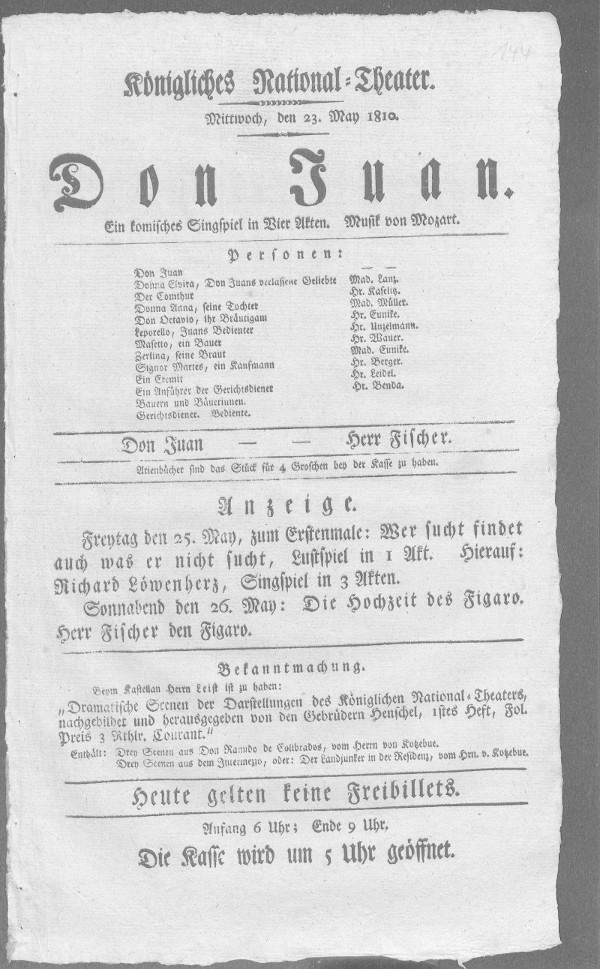 144
Königliches National-Theater.
Mittwoch, den 23. May 1810.
Don Juan.
Ein komisches Singspiel in Vier Akten. Musik von Mozart.
Personen:
Don Juan — —
Donna Elvira, Don Juans verlassene Geliebte Mad. Lanz.
Der Comthur Hr. Kaselitz.
Donna Anna, seine Tochter Mad. Müller.
Don Octavio, ihr Bräutigam Hr. Eunike.
Leporello, Juans Bedienter Hr. Unzelmann.
Masetto, ein Bauer Hr. Wauer.
Zerlina, seine Braut Mad. Eunike.
Signor Martes, ein Kaufmann Hr. Berger.
Ein Eremit Hr. Leidel.
Ein Anführer der Gerichtsdiener Hr. Benda.
Bauern und Bäuerinnen.
Gerichtsdiener. Bediente.
Don Juan — — Herr Fischer.
Arienbücher sind das Stück für 4 Groschen bey der Kasse zu haben.
Anzeige.
Freytag den 25. May, zum Erstenmale: Wer sucht findet
auch was er nicht sucht, Lustspiel in 1 Akt. Hierauf:
Richard Löwenherz, Singspiel in 3 Akten.
Sonnabend den 26. May: Die Hochzeit des Figaro.
Herr Fischer den Figaro.
Bekanntmachung.
Beym Kastellan Herrn Leist ist zu haben:
„Dramatische Scenen der Darstellungen des Königlichen National-Theaters,
nachgebildet und herausgegeben von den Gebrüdern Henschel, 1stes Heft, Fol.
Preis 3 Rthlr. Courant.“
Enthält: Drey Scenen aus Don Ranudo de Colibrados, vom Herrn von Kotzebue.
Drey Scenen aus dem Intermezzo, oder: Der Landjunker in der Residenz, vom Hrn. v. Kotzebue.
Heute gelten keine Freibillets.
Anfang 6 Uhr; Ende 9 Uhr.
Die Kasse wird um 5 Uhr geöffnet.